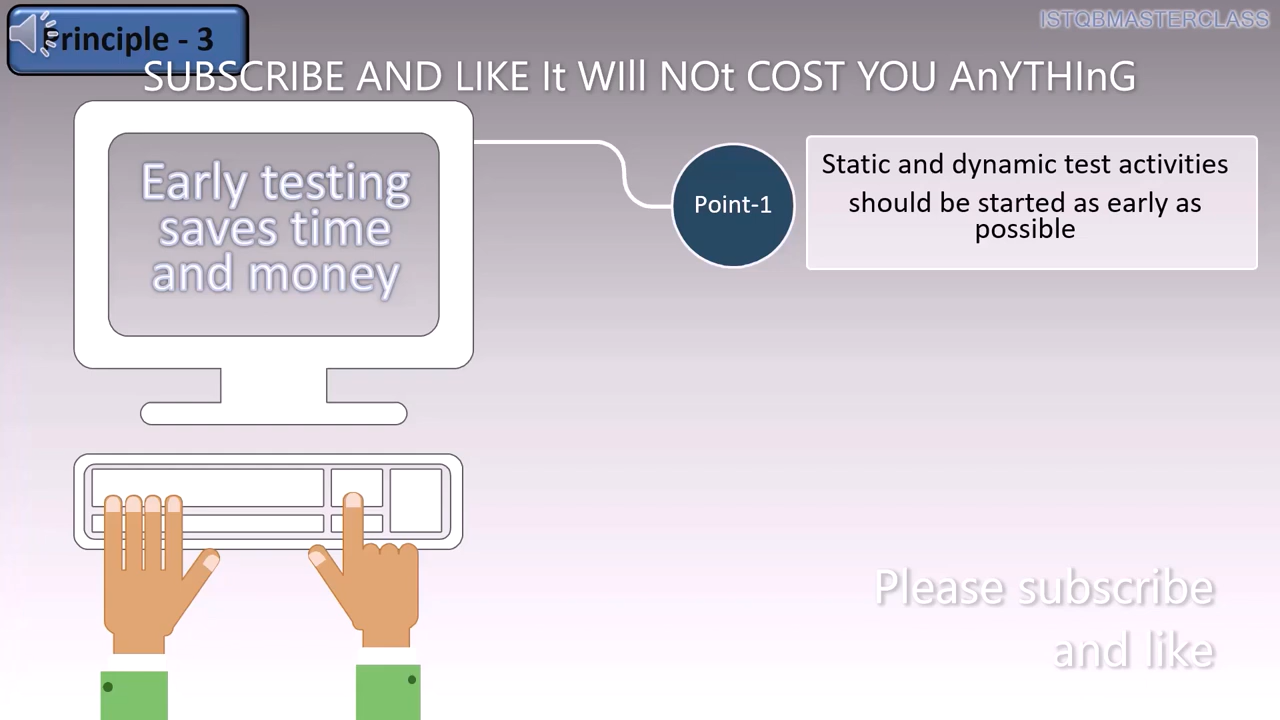 Principle - 3
ISTQBMASTERCLASS
SUBSCRIBE AND LIKE It WIll NOt COST YOU AnYTHInG
Early testing
saves time
and money
Point-1
Static and dynamic test activities
should be started as early as
possible
Please subscribe
and like